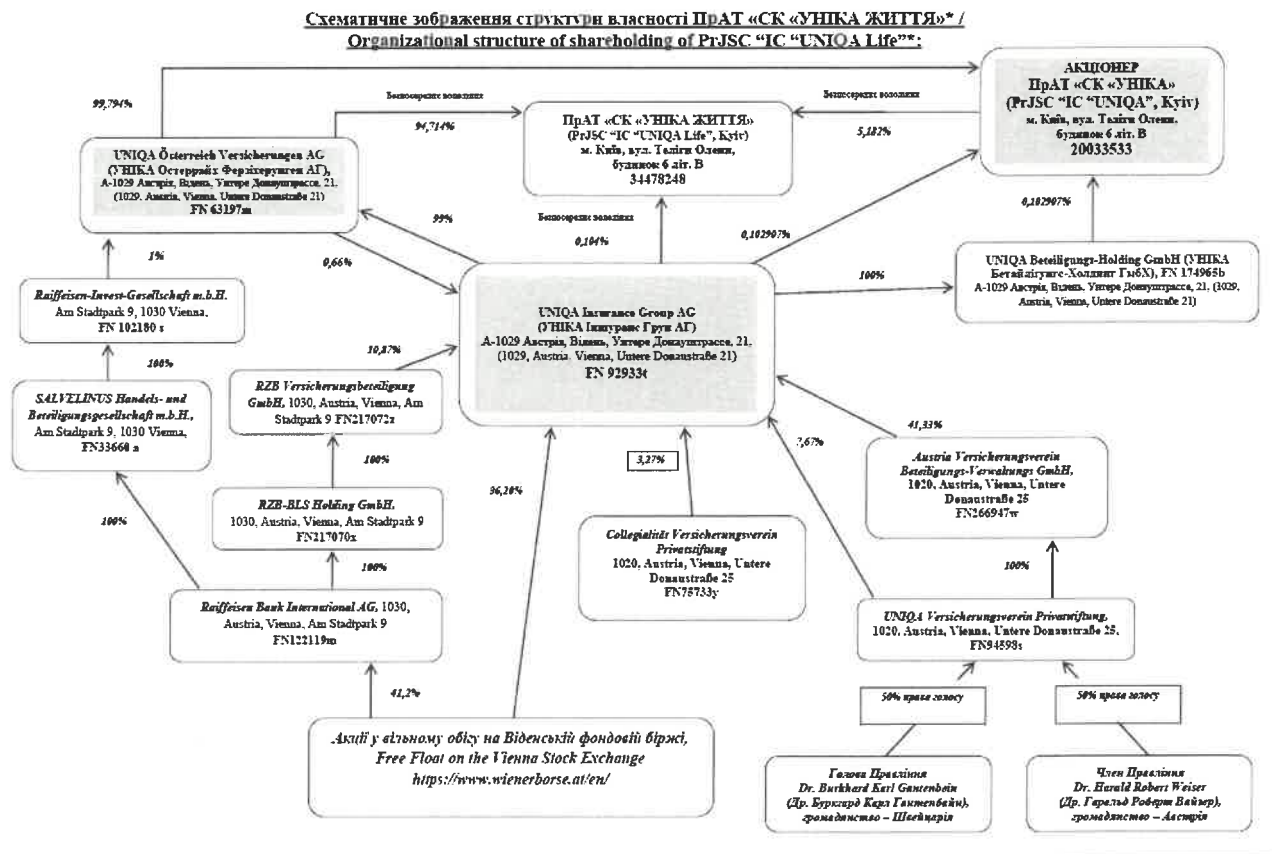 Схематичне зображення структури власності ПрАТ «СК «УНІКА ЖИТТЯ»* /
Organizational structure of shareholding of PrJSC “IC “UNIQA Life”*:
99,794%
Безпосереднє володіння
94,714%
Безпосереднє володіння
5,182%
АКЦІОНЕР
ПрАТ «СК «УНІКА»
(PrJSC “IC “UNIQA”, Kyiv)
м. Київ, вул. Теліги Олени,
будинок 6 літ. В
20033533
ПрАТ «СК «УНІКА ЖИТТЯ»
(PrJSC “IC “UNIQA Life”, Kyiv)
м. Київ, вул. Теліги Олени,
будинок 6 літ. В
34478248
UNIQA Österreich Versicherungen AG
(УНІКА Остеррайх Ферзіхерунген АГ),
А-1029 Австрія, Відень, Унтере Донауштрассе, 21,
(1029, Austria, Vienna, Untere Donaustraße 21)
FN 63197m
99%
Безпосереднє володіння
0,104%
0,102907%
0,102907%
1%
0,66%
100%
UNIQA Beteiligungs-Holding GmbH (УНІКА
Бетайлігунгс-Холдинг ГмбХ), FN 174965b
А-1029 Австрія, Відень, Унтере Донауштрассе, 21, (1029,
Austria, Vienna, Untere Donaustraße 21)
Raiffeisen-Invest-Gesellschaft m.b.H.
Am Stadtpark 9, 1030 Vienna,
FN 102180 s
UNIQA Insurance Group AG
(УНІКА Іншуранс Груп АГ)
А-1029 Австрія, Відень, Унтере Донауштрассе, 21,
(1029, Austria, Vienna, Untere Donaustraße 21)
FN 92933t
100%
10,87%
SALVELINUS Handels- und
Beteiligungsgesellschaft m.b.H.,
Am Stadtpark 9, 1030 Vienna,
FN33668 a
RZB Versicherungsbeteiligung
GmbH, 1030, Austria, Vienna, Am
Stadtpark 9 FN217072z
41,33%
7,67%
3,27%
100%
36,20%
Austria Versicherungsverein
Beteiligungs-Verwaltungs GmbH,
1020, Austria, Vienna, Untere
Donaustraße 25
FN266947w
100%
RZB-BLS Holding GmbH,
1030, Austria, Vienna, Am Stadtpark 9
FN217070x
Collegialität Versicherungsverein
Privatstiftung
1020, Austria, Vienna, Untere
Donaustraße 25
FN75733y
100%
100%
Raiffeisen Bank International AG, 1030,
Austria, Vienna, Am Stadtpark 9
FN122119m
UNIQA Versicherungsverein Privatstiftung,
1020, Austria, Vienna, Untere Donaustraße 25,
FN94598s
41,2%
50% права голосу
50% права голосу
Акції у вільному обігу на Віденській фондовій біржі,
Free Float on the Vienna Stock Exchange
https://www.wienerborse.at/en/
Голова Правління
Dr. Burkhard Karl Gantenbein
(Др. Буркгард Карл Гантенбайн),
громадянство – Швейцарія
Член Правління
Dr. Harald Robert Weiser
(Др. Гаральд Роберт Вайзер),
громадянство – Австрія